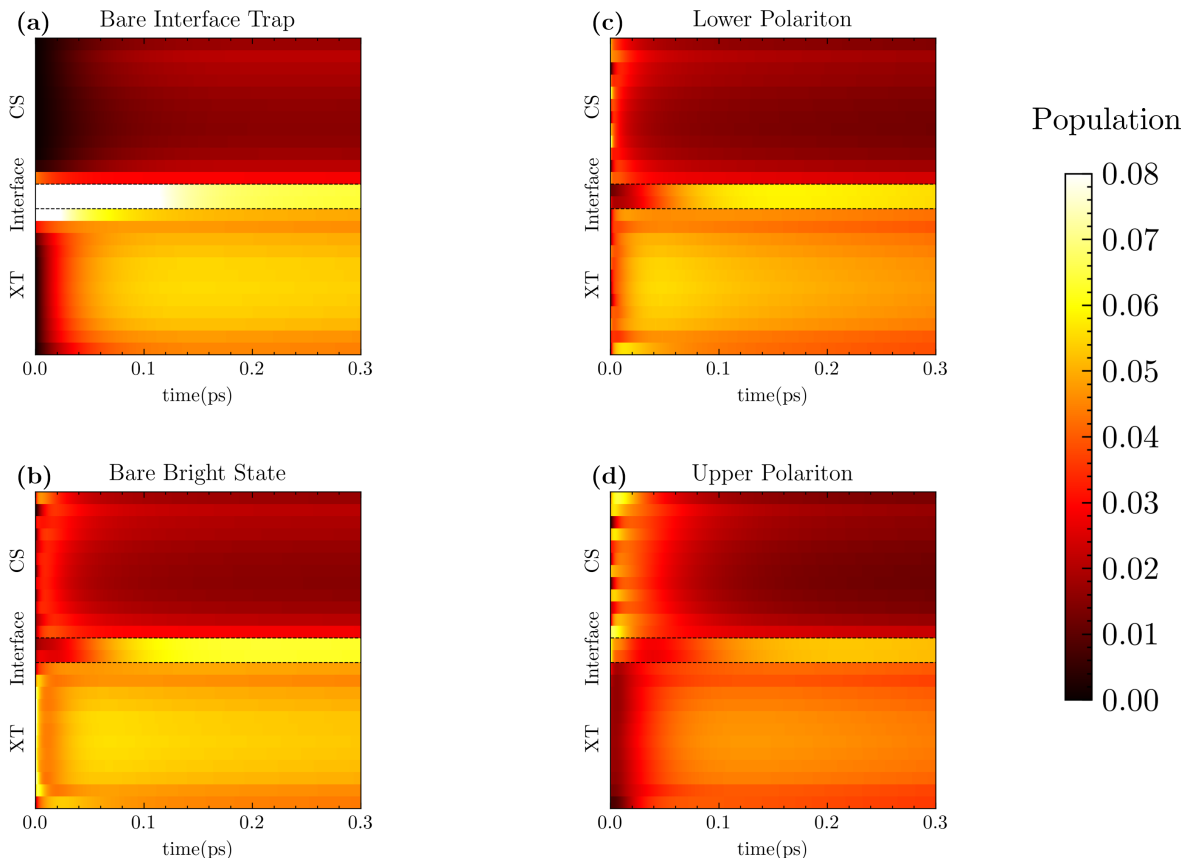 (a) Bare Interface Trap
CS
Interface
XT
0.0 0.1 0.2 0.3
time(ps)
(c) Lower Polariton
CS
Interface
XT
0.0 0.1 0.2 0.3
time(ps)
(b) Bare Bright State
CS
Interface
XT
0.0 0.1 0.2 0.3
time(ps)
(d) Upper Polariton
CS
Interface
XT
0.0 0.1 0.2 0.3
time(ps)
Population
0.08
0.07
0.06
0.05
0.04
0.03
0.02
0.01
0.00